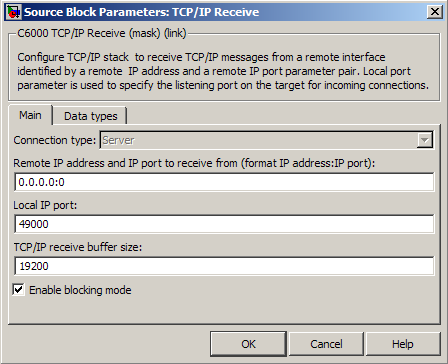 Source Block Parameters: TCP/IP Receive
C6000 TCP/IP Receive (mask) (link)
Configure TCP/IP stack to receive TCP/IP messages from a remote interface
identified by a remote IP address and a remote IP port parameter pair. Local port
parameter is used to specify the listening port on the target for incoming connections.
Main Data types
Connection type: Server
Remote IP address and IP port to receive from (format IP address:IP port):
0.0.0.0:0
Local IP port:
49000
TCP/IP receive buffer size:
19200
Enable blocking mode
OK Cancel Help